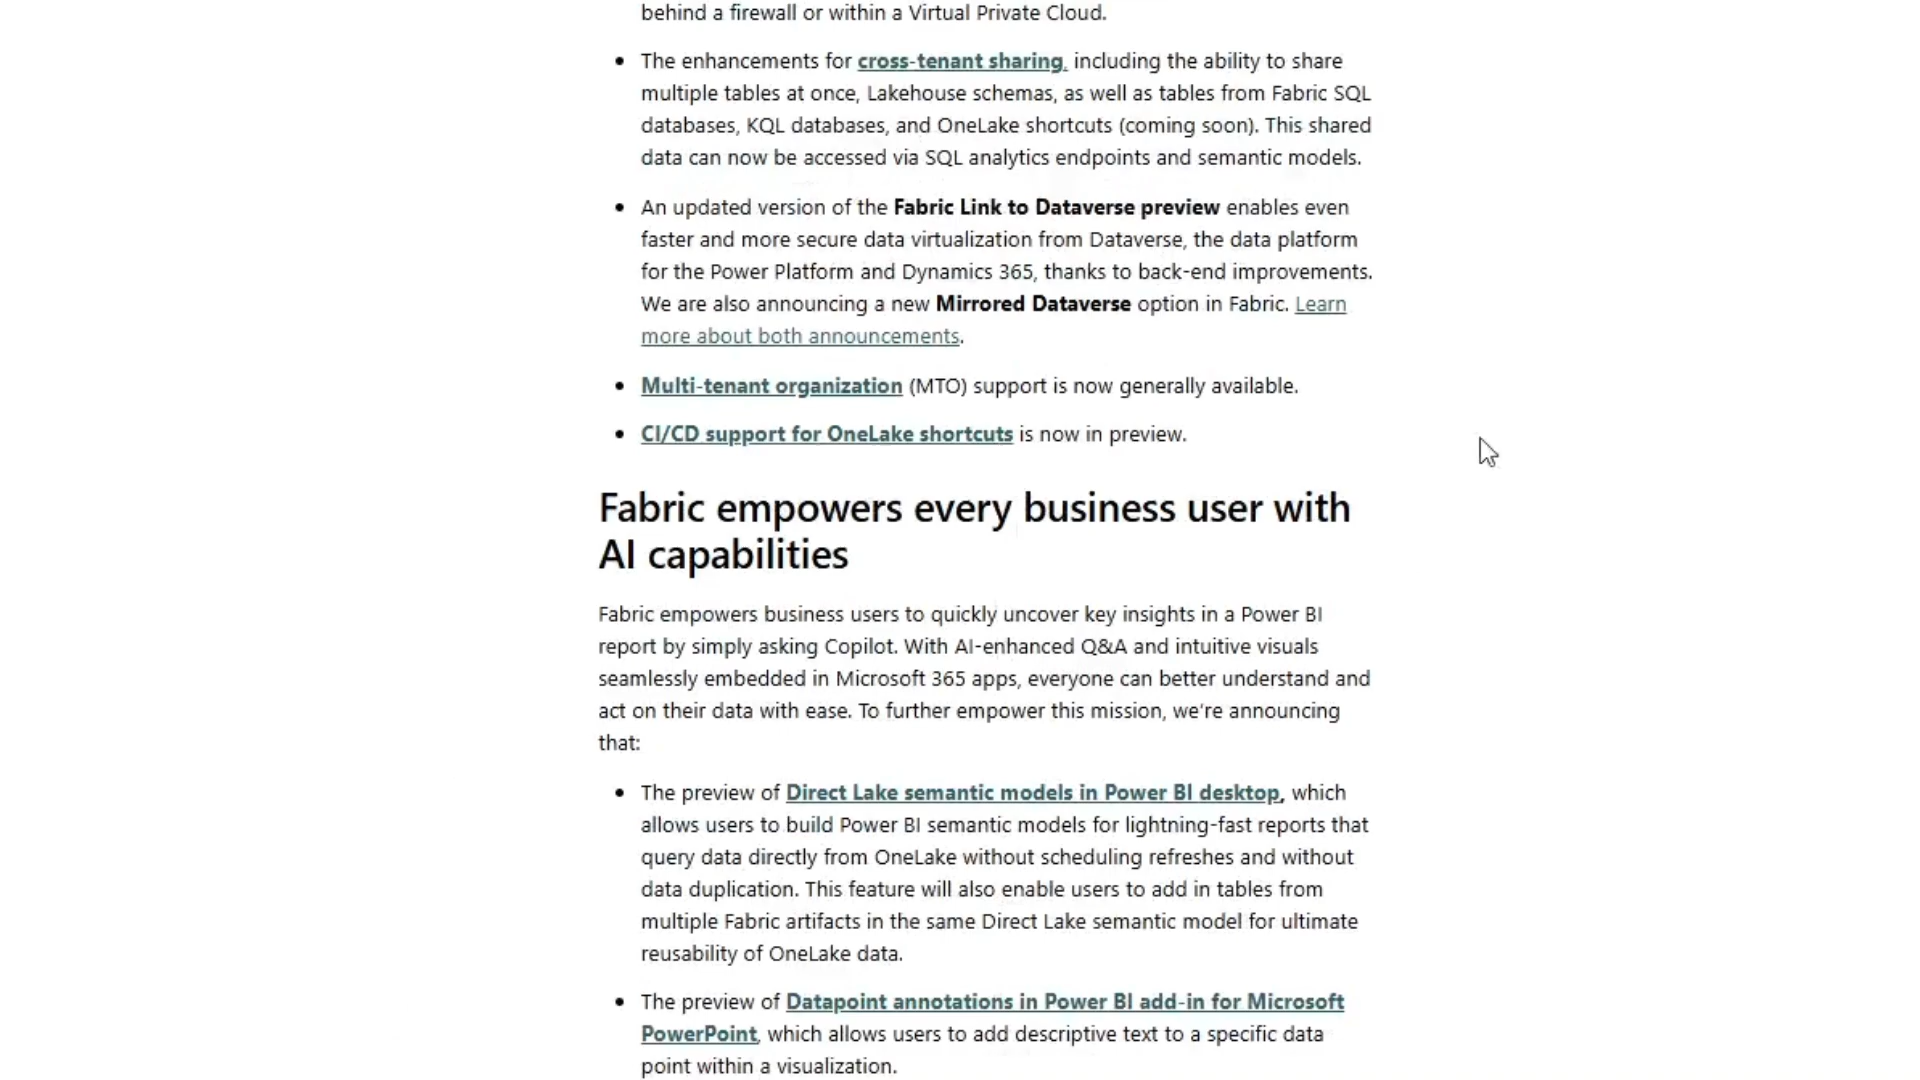 behind a firewall or within a Virtual Private Cloud.
• The enhancements for cross-tenant sharing, including the ability to share
multiple tables at once, Lakehouse schemas, as well as tables from Fabric SQL
databases, KQL databases, and OneLake shortcuts (coming soon). This shared
data can now be accessed via SQL analytics endpoints and semantic models.
• An updated version of the Fabric Link to Dataverse preview enables even
faster and more secure data virtualization from Dataverse, the data platform
for the Power Platform and Dynamics 365, thanks to back-end improvements.
We are also announcing a new Mirrored Dataverse option in Fabric. Learn
more about both announcements.
• Multi-tenant organization (MTO) support is now generally available.
• CI/CD support for OneLake shortcuts is now in preview.
Fabric empowers every business user with
AI capabilities
Fabric empowers business users to quickly uncover key insights in a Power BI
report by simply asking Copilot. With AI-enhanced Q&A and intuitive visuals
seamlessly embedded in Microsoft 365 apps, everyone can better understand and
act on their data with ease. To further empower this mission, we're announcing
that:
• The preview of Direct Lake semantic models in Power BI desktop, which
allows users to build Power BI semantic models for lightning-fast reports that
query data directly from OneLake without scheduling refreshes and without
data duplication. This feature will also enable users to add in tables from
multiple Fabric artifacts in the same Direct Lake semantic model for ultimate
reusability of OneLake data.
• The preview of Datapoint annotations in Power BI add-in for Microsoft
PowerPoint, which allows users to add descriptive text to a specific data
point within a visualization.